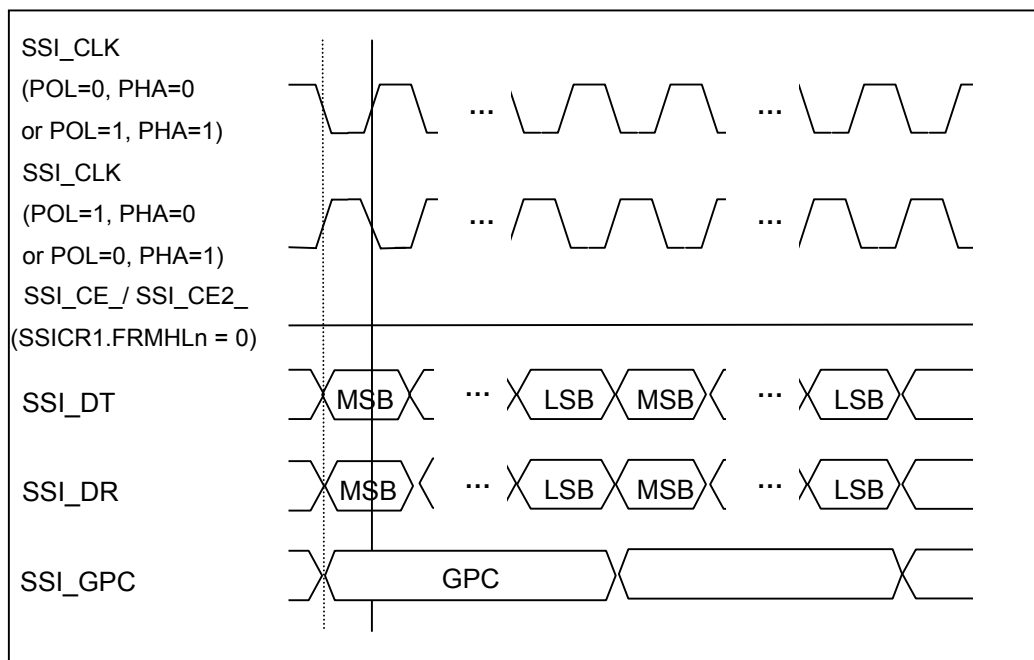 SSI_CLK
(POL=0, PHA=0
or POL=1, PHA=1)
...
...
SSI_CLK
(POL=1, PHA=0
or POL=0, PHA=1)
...
...
SSI_CE_/ SSI_CE2_
(SSICR1.FRMHLn = 0)
SSI_DT
MSB ... LSB MSB ... LSB
SSI_DR
MSB ... LSB MSB ... LSB
SSI_GPC
GPC